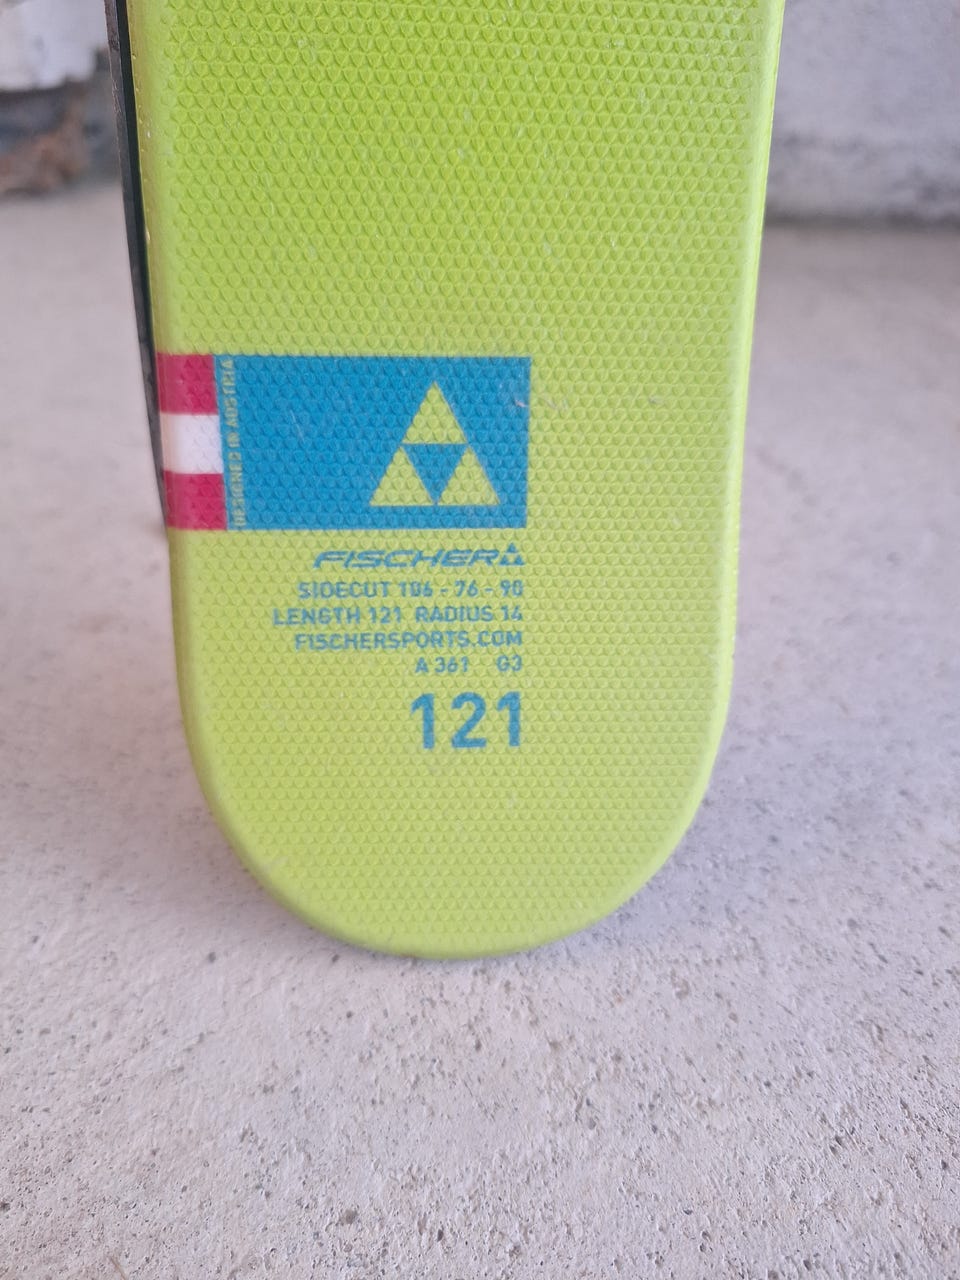 DESIGNED IN AUSTRIA
FISCHER
SIDECUT 106 - 76 - 90
LENGTH 121 RADIUS 14
FISCHERSPORTS.COM
A 361 G3
121